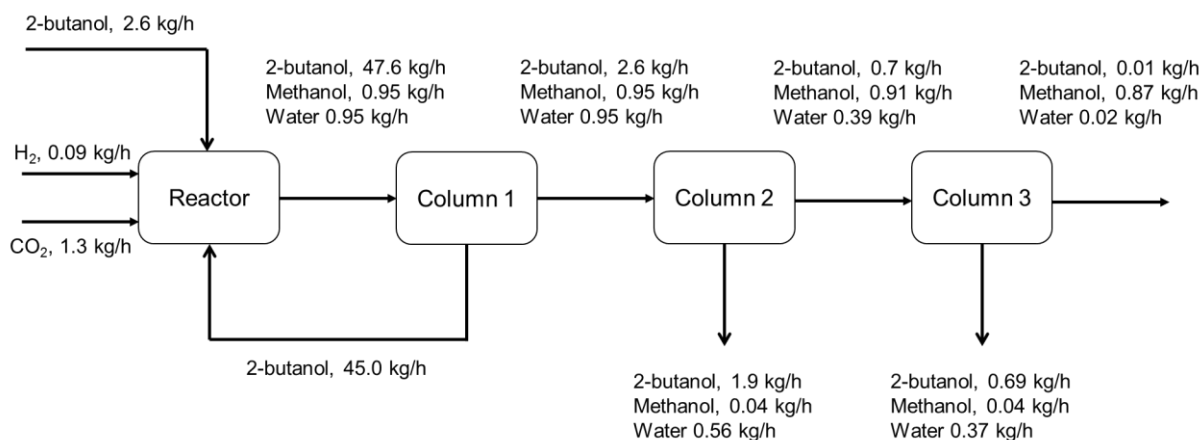 2-butanol, 2.6 kg/h
2-butanol, 47.6 kg/h
Methanol, 0.95 kg/h
Water 0.95 kg/h
2-butanol, 2.6 kg/h
Methanol, 0.95 kg/h
Water 0.95 kg/h
2-butanol, 0.7 kg/h
Methanol, 0.91 kg/h
Water 0.39 kg/h
2-butanol, 0.01 kg/h
Methanol, 0.87 kg/h
Water 0.02 kg/h
H₂, 0.09 kg/h
CO₂, 1.3 kg/h
Reactor
Column 1
Column 2
Column 3
2-butanol, 45.0 kg/h
2-butanol, 1.9 kg/h
Methanol, 0.04 kg/h
Water 0.56 kg/h
2-butanol, 0.69 kg/h
Methanol, 0.04 kg/h
Water 0.37 kg/h